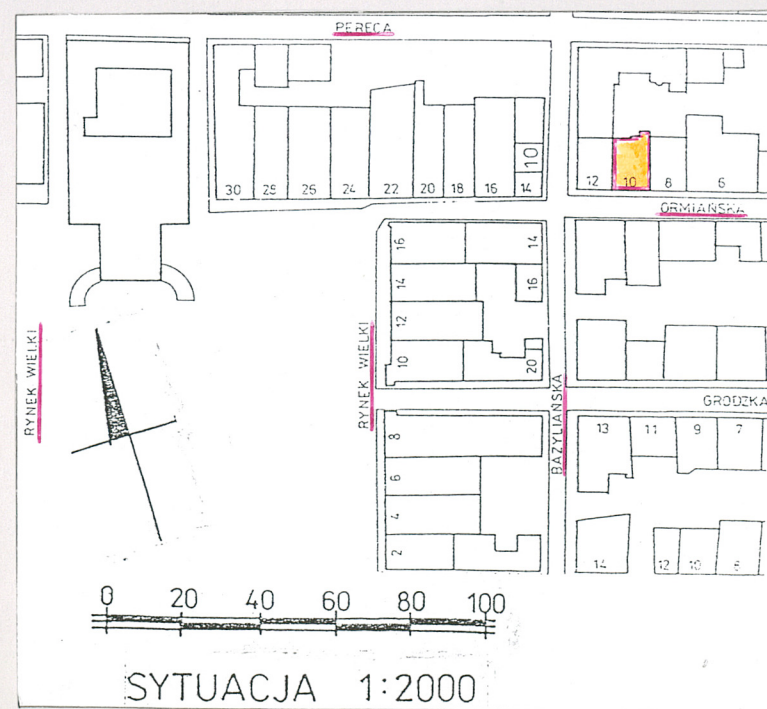 PERECA
10
30 28 26 24 22 20 18 16 14
12 10 8 6
ORMIAŃSKA
16 14
14 16
12
10 20
RYNEK WIELKI
RYNEK WIELKI
BAZYLIAŃSKA
GRODZKA
8
6
4
2
13 11 9 7
14 12 10
0 20 40 60 80 100
SYTUACJA 1:2000